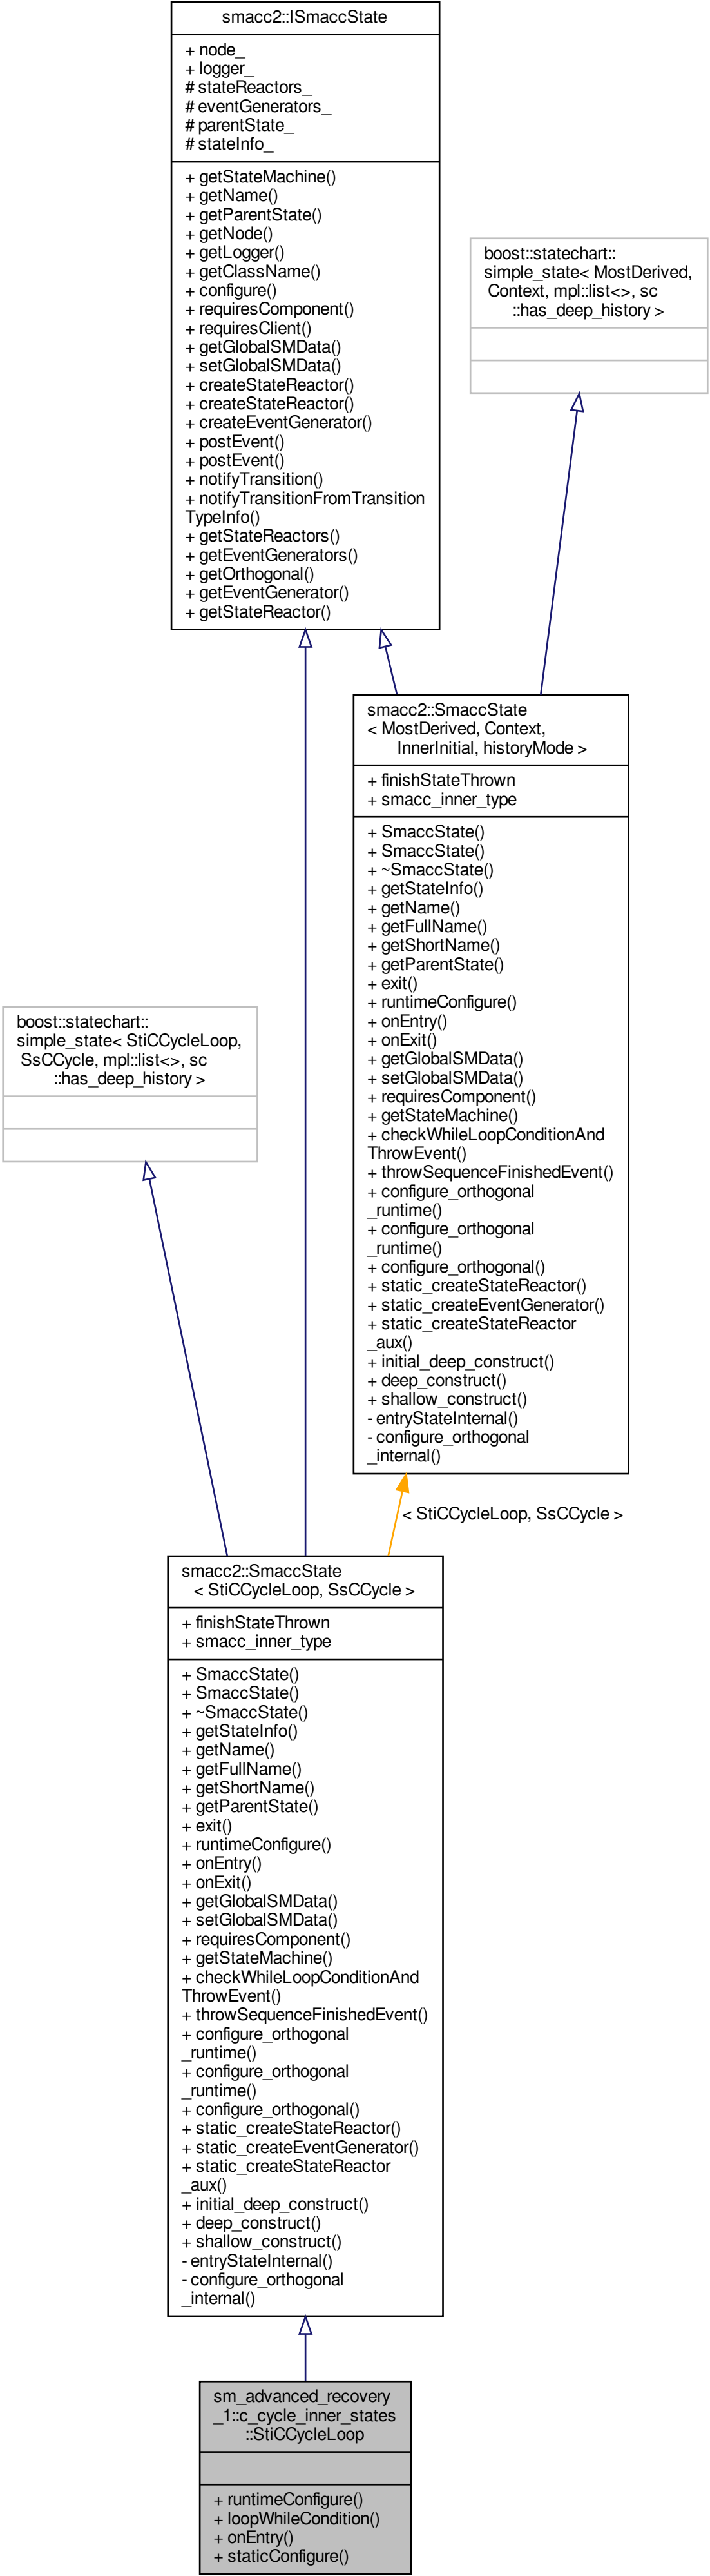 smacc2::ISmaccState
+ node_
+ logger_
# stateReactors_
# eventGenerators_
# parentState_
# stateInfo_
+ getStateMachine()
+ getName()
+ getParentState()
+ getNode()
+ getLogger()
+ getClassName()
+ configure()
+ requiresComponent()
+ requiresClient()
+ getGlobalSMData()
+ setGlobalSMData()
+ createStateReactor()
+ createStateReactor()
+ createEventGenerator()
+ postEvent()
+ postEvent()
+ notifyTransition()
+ notifyTransitionFromTransition
TypeInfo()
+ getStateReactors()
+ getEventGenerators()
+ getOrthogonal()
+ getEventGenerator()
+ getStateReactor()
boost::statechart::
simple_state< MostDerived,
Context, mpl::list<>, sc
::has_deep_history >
smacc2::SmaccState
< MostDerived, Context,
InnerInitial, historyMode >
+ finishStateThrown
+ smacc_inner_type
+ SmaccState()
+ SmaccState()
+ ~SmaccState()
+ getStateInfo()
+ getName()
+ getFullName()
+ getShortName()
+ getParentState()
+ exit()
+ runtimeConfigure()
+ onEntry()
+ onExit()
+ getGlobalSMData()
+ setGlobalSMData()
+ requiresComponent()
+ getStateMachine()
+ checkWhileLoopConditionAnd
ThrowEvent()
+ throwSequenceFinishedEvent()
+ configure_orthogonal
_runtime()
+ configure_orthogonal
_runtime()
+ configure_orthogonal()
+ static_createStateReactor()
+ static_createEventGenerator()
+ static_createStateReactor
_aux()
+ initial_deep_construct()
+ deep_construct()
+ shallow_construct()
- entryStateInternal()
- configure_orthogonal
_internal()
boost::statechart::
simple_state< StiCCycleLoop,
SsCCycle, mpl::list<>, sc
::has_deep_history >
< StiCCycleLoop, SsCCycle >
smacc2::SmaccState
< StiCCycleLoop, SsCCycle >
+ finishStateThrown
+ smacc_inner_type
+ SmaccState()
+ SmaccState()
+ ~SmaccState()
+ getStateInfo()
+ getName()
+ getFullName()
+ getShortName()
+ getParentState()
+ exit()
+ runtimeConfigure()
+ onEntry()
+ onExit()
+ getGlobalSMData()
+ setGlobalSMData()
+ requiresComponent()
+ getStateMachine()
+ checkWhileLoopConditionAnd
ThrowEvent()
+ throwSequenceFinishedEvent()
+ configure_orthogonal
_runtime()
+ configure_orthogonal
_runtime()
+ configure_orthogonal()
+ static_createStateReactor()
+ static_createEventGenerator()
+ static_createStateReactor
_aux()
+ initial_deep_construct()
+ deep_construct()
+ shallow_construct()
- entryStateInternal()
- configure_orthogonal
_internal()
sm_advanced_recovery
_1::c_cycle_inner_states
::StiCCycleLoop
+ runtimeConfigure()
+ loopWhileCondition()
+ onEntry()
+ staticConfigure()